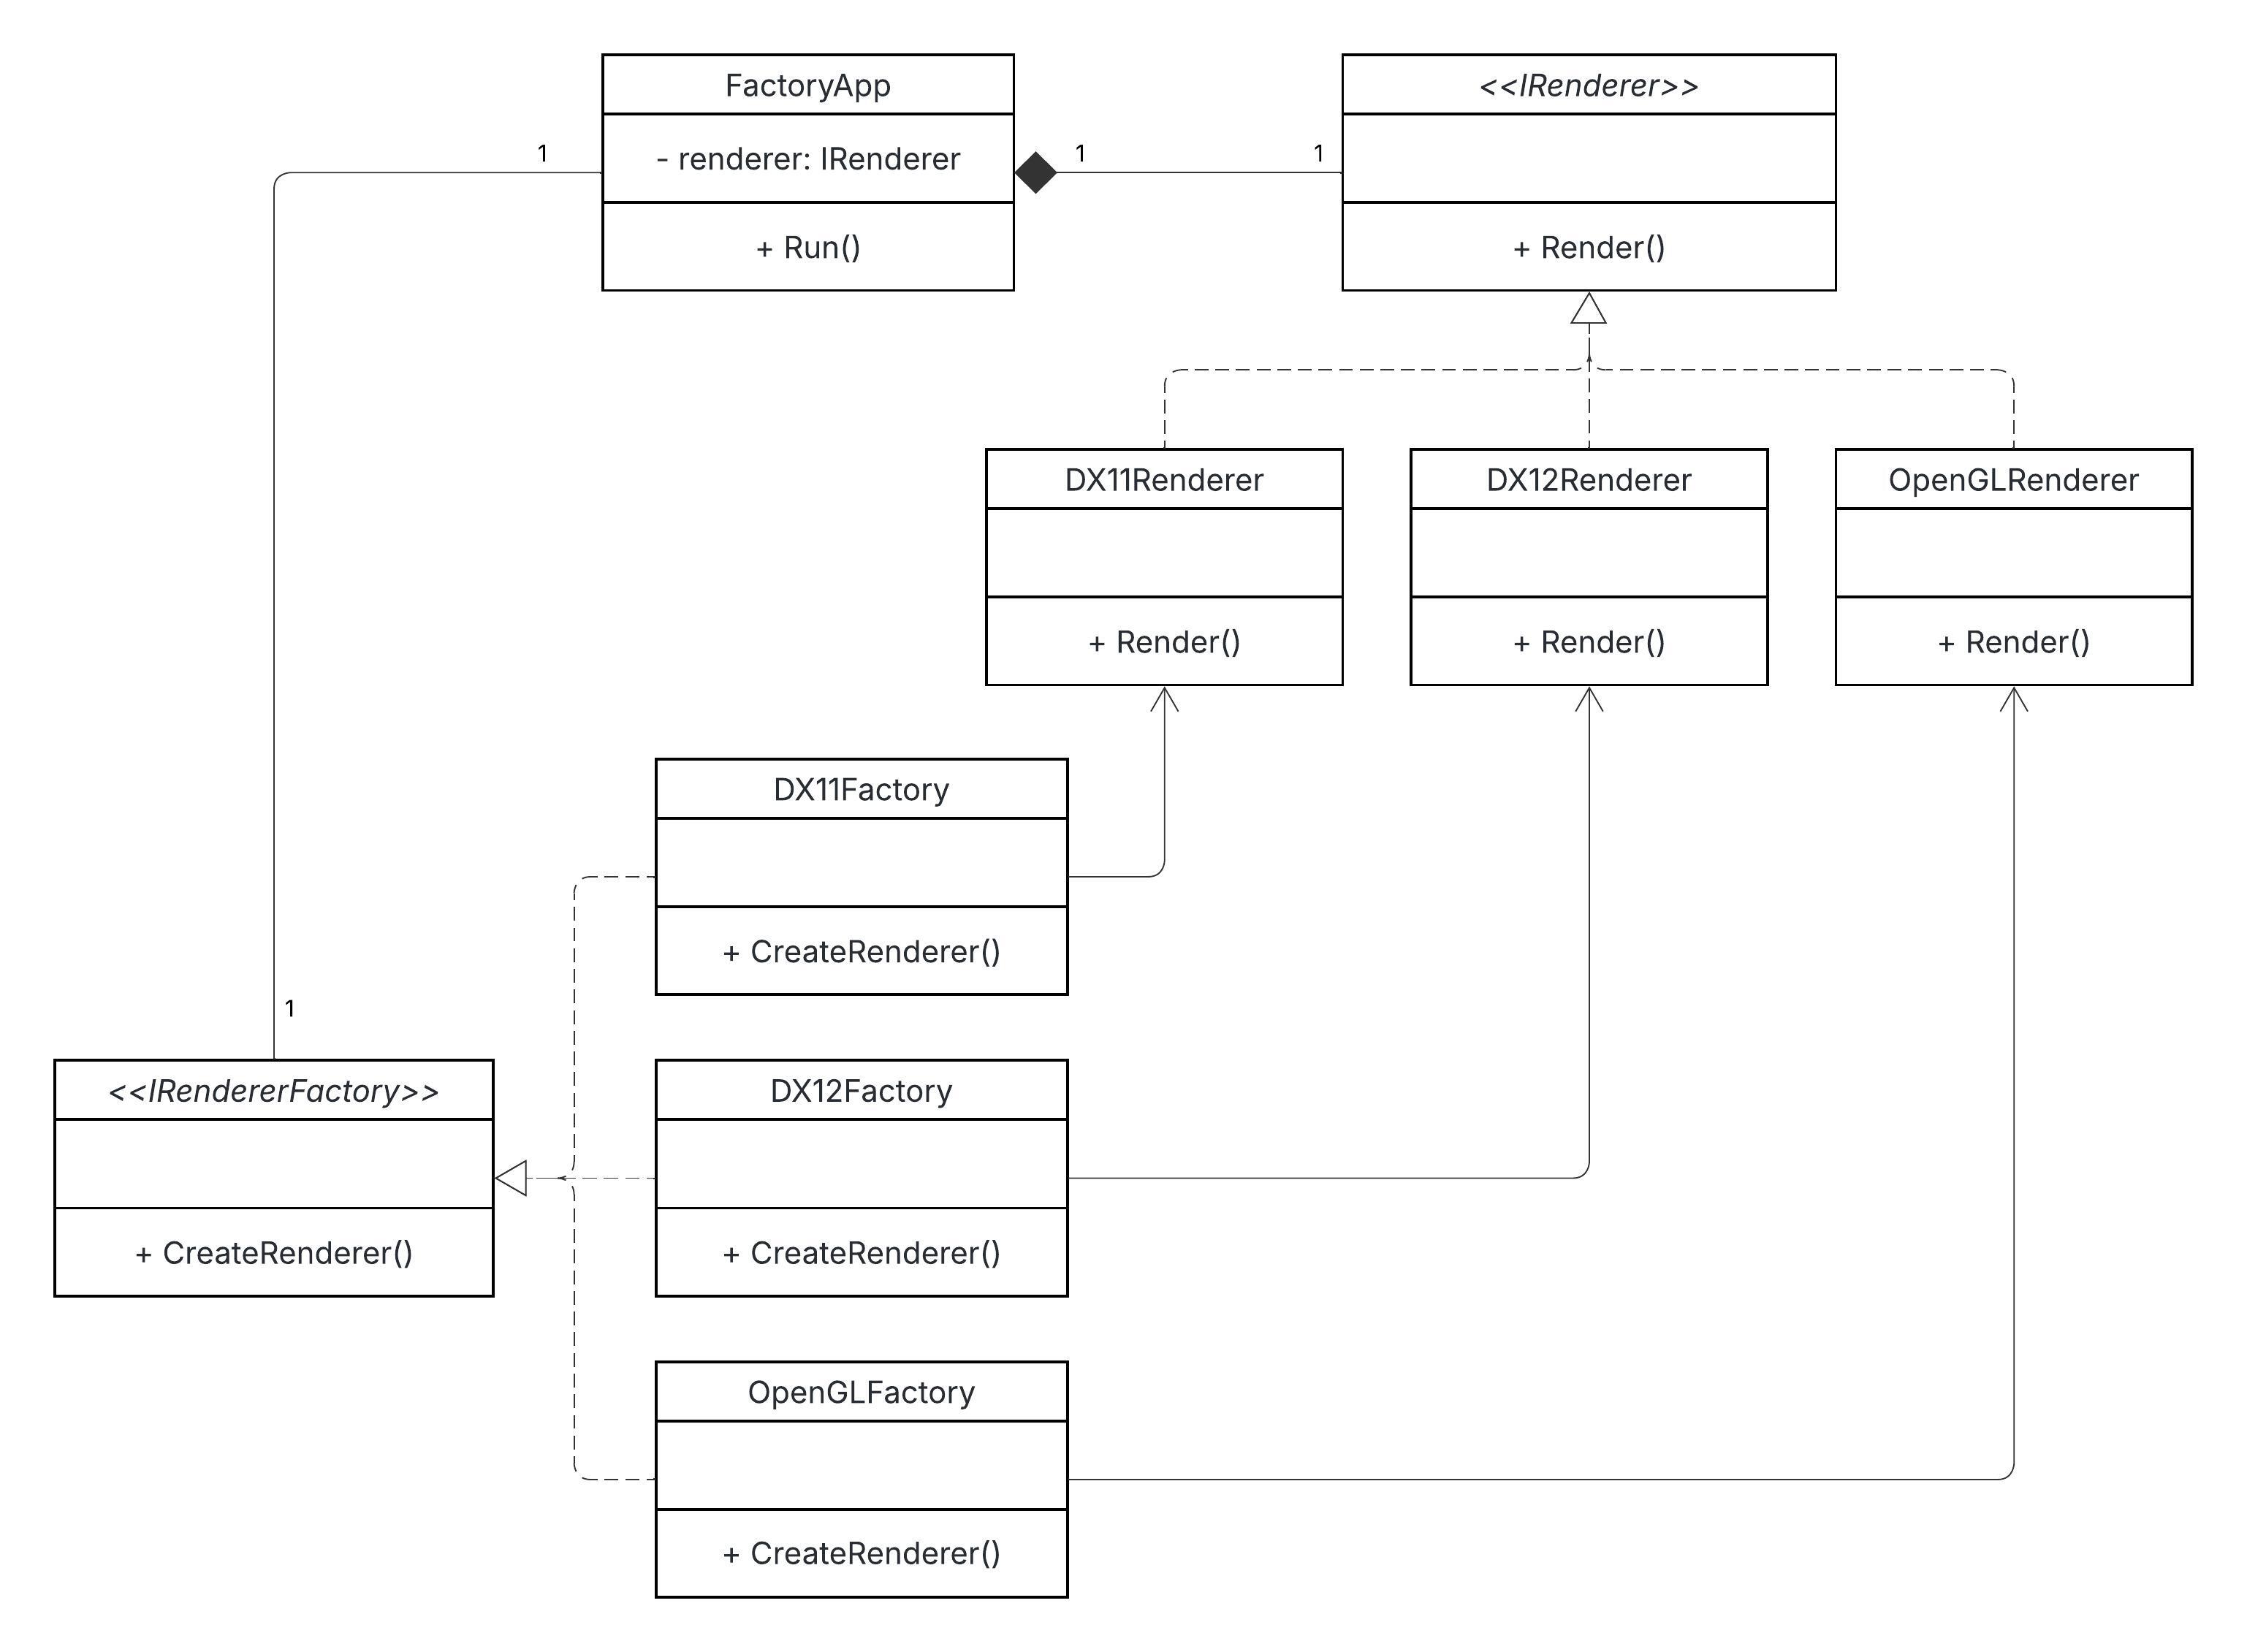 FactoryApp
- renderer: IRenderer
+ Run()
1
1
1
<<IRenderer>>
+ Render()
DX11Renderer
+ Render()
DX12Renderer
+ Render()
OpenGLRenderer
+ Render()
DX11Factory
+ CreateRenderer()
1
<<IRendererFactory>>
+ CreateRenderer()
DX12Factory
+ CreateRenderer()
OpenGLFactory
+ CreateRenderer()